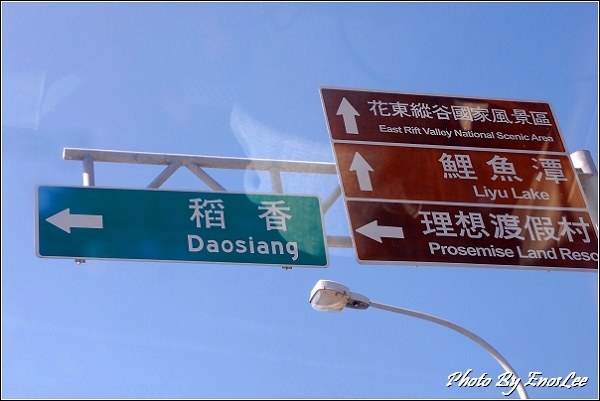 稻香
Daosiang
花東縱谷國家風景區
East Rift Valley National Scenic Area
鯉魚潭
Liyu Lake
理想渡假村
Prosemise Land Reso
Photo By EnosLee